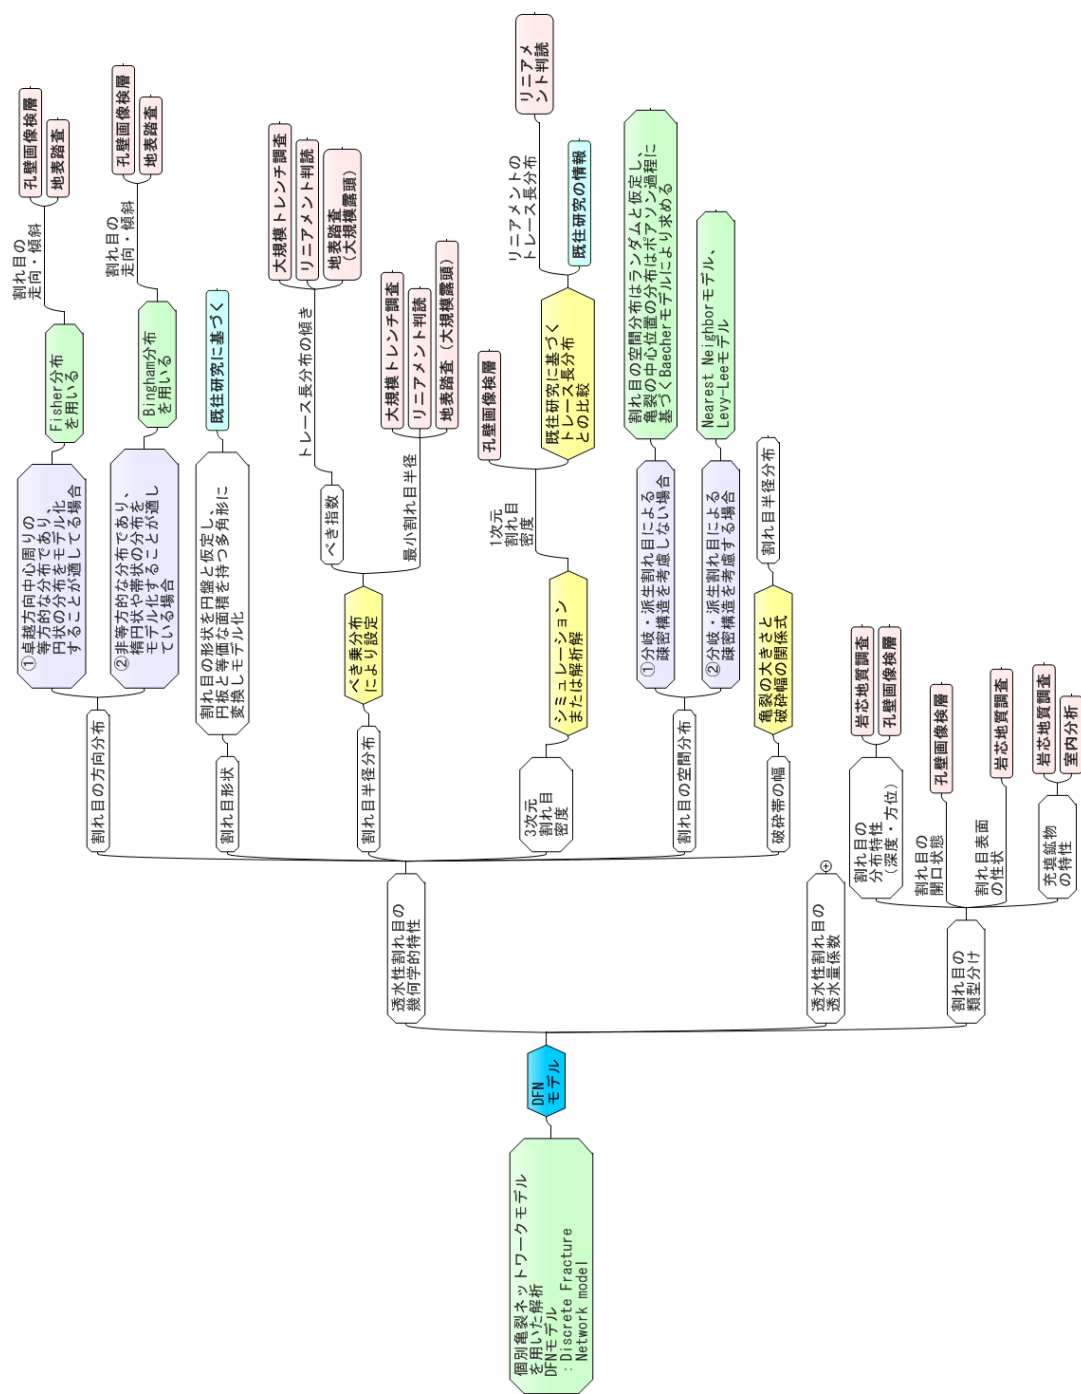 個別亀裂ネットワークモデル
を用いた解析
DFNモデル
：Discrete Fracture
Network model
DFN
モデル
透水性割れ目の
幾何学的特性
割れ目の方向分布
①卓越方向中心周りの
等方的な分布であり、
円状の分布をモデル化
することが適してる場合
Fisher分布
を用いる
割れ目の
走向・傾斜
孔壁画像検層
地表踏査
②非等方的な分布であり、
楕円状や帯状の分布を
モデル化することが適し
ている場合
Bingham分布
を用いる
割れ目の
走向・傾斜
孔壁画像検層
地表踏査
割れ目形状
割れ目の形状を円盤と仮定し、
円板と等価な面積を持つ多角形に
変換しモデル化
既往研究に基づく
割れ目半径分布
べき乗分布
により設定
べき指数
トレース長分布の傾き
大規模トレンチ調査
リニアメント判読
地表踏査
（大規模露頭）
最小割れ目半径
大規模トレンチ調査
リニアメント判読
地表踏査（大規模露頭）
3次元
割れ目
密度
シミュレーション
または解析解
1次元
割れ目
密度
孔壁画像検層
既往研究に基づく
トレース長分布
との比較
リニアメントの
トレース長分布
リニアメ
ント判読
既往研究の情報
割れ目の空間分布
①分岐・派生割れ目による
疎密構造を考慮しない場合
割れ目の空間分布はランダムと仮定し、
亀裂の中心位置の分布はポアソン過程に
基づくBaecherモデルにより求める
②分岐・派生割れ目による
疎密構造を考慮する場合
Nearest Neighborモデル、
Levy-Leeモデル
破砕帯の幅
亀裂の大きさと
破砕幅の関係式
割れ目半径分布
透水性割れ目の
透水量係数
割れ目の
類型分け
割れ目の
分布特性
（深度・方位）
岩芯地質調査
孔壁画像検層
割れ目の
開口状態
孔壁画像検層
割れ目表面
の性状
岩芯地質調査
充填鉱物
の特性
岩芯地質調査
室内分析